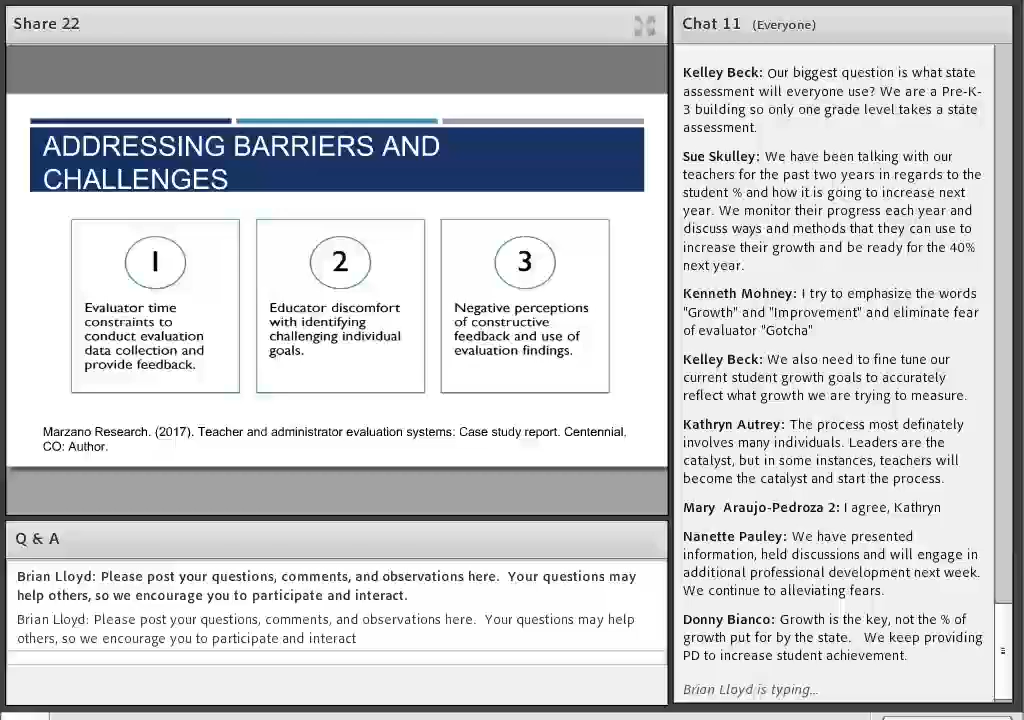 Share 22
ADDRESSING BARRIERS AND
CHALLENGES
1
Evaluator time
constraints to
conduct evaluation
data collection and
provide feedback.
2
Educator discomfort
with identifying
challenging individual
goals.
3
Negative perceptions
of constructive
feedback and use of
evaluation findings.
Marzano Research. (2017). Teacher and administrator evaluation systems: Case study report. Centennial,
CO: Author.
Q & A
Brian Lloyd: Please post your questions, comments, and observations here. Your questions may
help others, so we encourage you to participate and interact.
Brian Lloyd: Please post your questions, comments, and observations here. Your questions may help
others, so we encourage you to participate and interact
Chat 11 (Everyone)
Kelley Beck: Our biggest question is what state
assessment will everyone use? We are a Pre-K-
3 building so only one grade level takes a state
assessment.
Sue Skulley: We have been talking with our
teachers for the past two years in regards to the
student % and how it is going to increase next
year. We monitor their progress each year and
discuss ways and methods that they can use to
increase their growth and be ready for the 40%
next year.
Kenneth Mohney: I try to emphasize the words
"Growth" and "Improvement" and eliminate fear
of evaluator "Gotcha"
Kelley Beck: We also need to fine tune our
current student growth goals to accurately
reflect what growth we are trying to measure.
Kathryn Autrey: The process most definately
involves many individuals. Leaders are the
catalyst, but in some instances, teachers will
become the catalyst and start the process.
Mary Araujo-Pedroza 2: I agree, Kathryn
Nanette Pauley: We have presented
information, held discussions and will engage in
additional professional development next week.
We continue to alleviating fears.
Donny Bianco: Growth is the key, not the % of
growth put for by the state. We keep providing
PD to increase student achievement.
Brian Lloyd is typing...